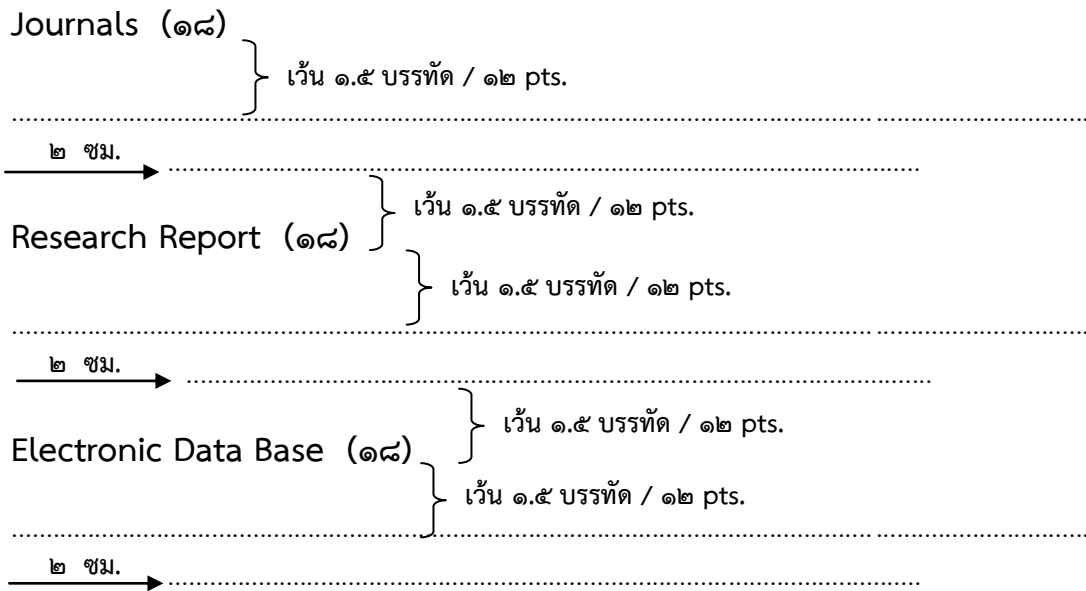 Journals (๑๘)
เว้น ๑.๕ บรรทัด / ๑๒ pts.
................................................................................................................................................................
๒ ซม.
................................................................................................................
Research Report (๑๘)
เว้น ๑.๕ บรรทัด / ๑๒ pts.
เว้น ๑.๕ บรรทัด / ๑๒ pts.
................................................................................................................................................................
๒ ซม.
................................................................................................................
Electronic Data Base (๑๘)
เว้น ๑.๕ บรรทัด / ๑๒ pts.
เว้น ๑.๕ บรรทัด / ๑๒ pts.
................................................................................................................................................................
๒ ซม.
................................................................................................................